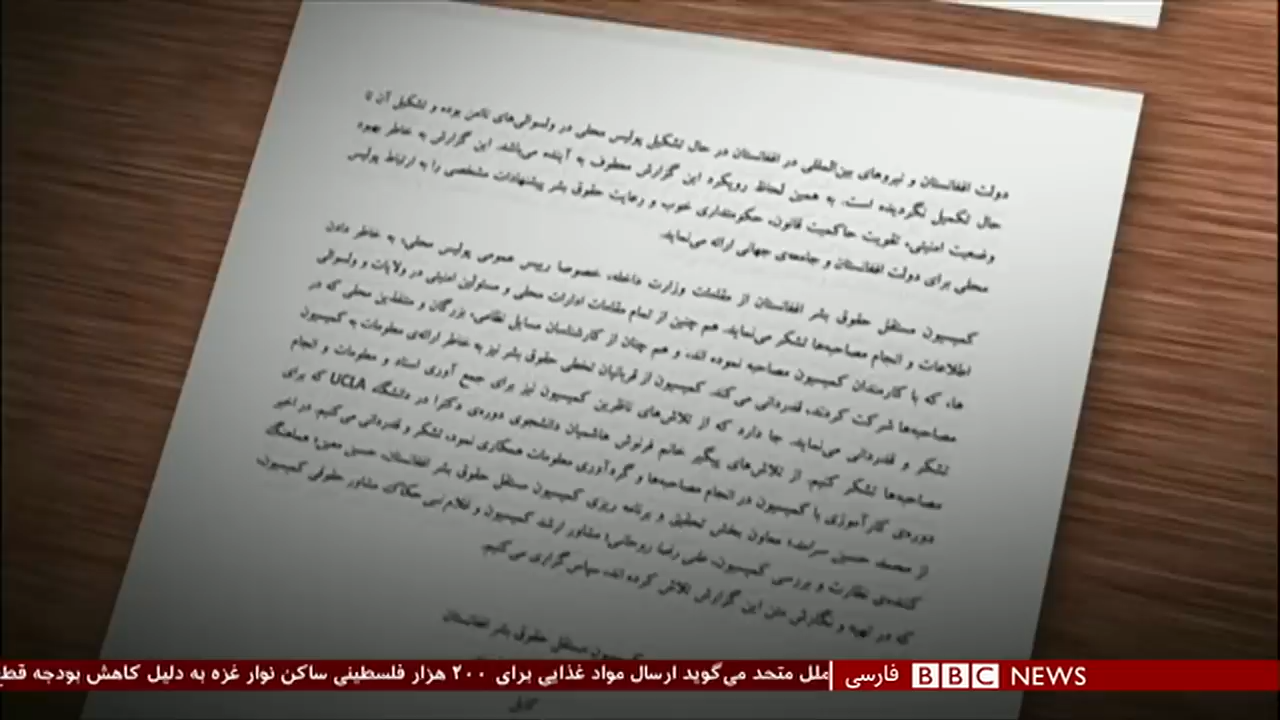 دولت افغانستان و نیروهای بین‌المللی در افغانستان در حال تشکیل پولیس محلی در ولسوالی‌های ناامن بوده و تشکیل آن تا
حال تکمیل نگردیده است. به همین لحاظ رویکرد این گزارش معطوف به آینده می‌باشد. این گزارش به خاطر بهبود
وضعیت امنیتی، تقویت حاکمیت قانون، حکومتداری خوب و رعایت حقوق بشر پیشنهادات مشخصی را به ارتباط پولیس
محلی برای دولت افغانستان و جامعه‌ی جهانی ارائه می‌نماید.
کمیسیون مستقل حقوق بشر افغانستان از مقامات وزارت داخله، خصوصا رییس عمومی پولیس محلی، به خاطر دادن
اطلاعات و انجام مصاحبه‌ها تشکر می‌نماید. هم چنین از تمام مقامات ادارات محلی و مسئولین امنیتی در ولایات و ولسوالی
ها، که با کارمندان کمیسیون مصاحبه نموده اند، و هم چنان از کارشناسان مسایل نظامی، بزرگان و متنفذین محلی که در
مصاحبه‌ها شرکت کردند، قدردانی می‌کند. کمیسیون از قربانیان تخطی حقوق بشر نیز به خاطر ارائه‌ی معلومات به کمیسیون
تشکر و قدردانی می‌نماید. جا دارد که از تلاش‌های ناظرین کمیسیون نیز برای جمع آوری اسناد و معلومات و انجام
مصاحبه‌ها تشکر کنیم. از تلاش‌های پیگیر خانم فرنوش هاشمیان دانشجوی دوره‌ی دکترا در دانشگاه UCLA که برای
دوره‌ی کارآموزی با کمیسیون در انجام مصاحبه‌ها و گردآوری معلومات همکاری نمود، تشکر و قدردانی می‌کنیم. در اخیر
از محمد حسین سرامد؛ معاون بخش تحقیق و برنامه ریزی کمیسیون مستقل حقوق بشر افغانستان، حسین معین؛ هماهنگ
کننده‌ی نظارت و بررسی کمیسیون، علی رضا روحانی؛ مشاور ارشد کمیسیون و غلام نبی حکاک مشاور حقوقی کمیسیون،
که در تهیه و نگارش متن این گزارش تلاش کرده اند، سپاس‌گزاری می‌کنیم.
کمیسیون مستقل حقوق بشر افغانستان
کابل
BBC NEWS فارسی
ملل متحد می‌گوید ارسال مواد غذایی برای ۲۰۰ هزار فلسطینی ساکن نوار غزه به دلیل کاهش بودجه قطع